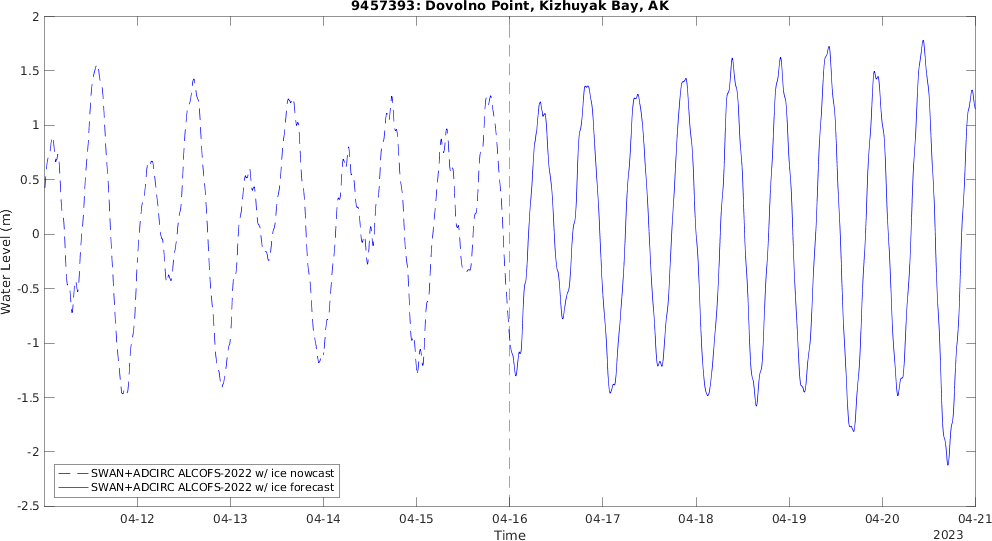 9457393: Dovolno Point, Kizhuyak Bay, AK
2
1.5
1
0.5
0
-0.5
-1
-1.5
-2
-2.5
Water Level (m)
SWAN+ADCIRC ALCOFS-2022 w/ ice nowcast
SWAN+ADCIRC ALCOFS-2022 w/ ice forecast
04-12 04-13 04-14 04-15 04-16 04-17 04-18 04-19 04-20 04-21
Time
2023